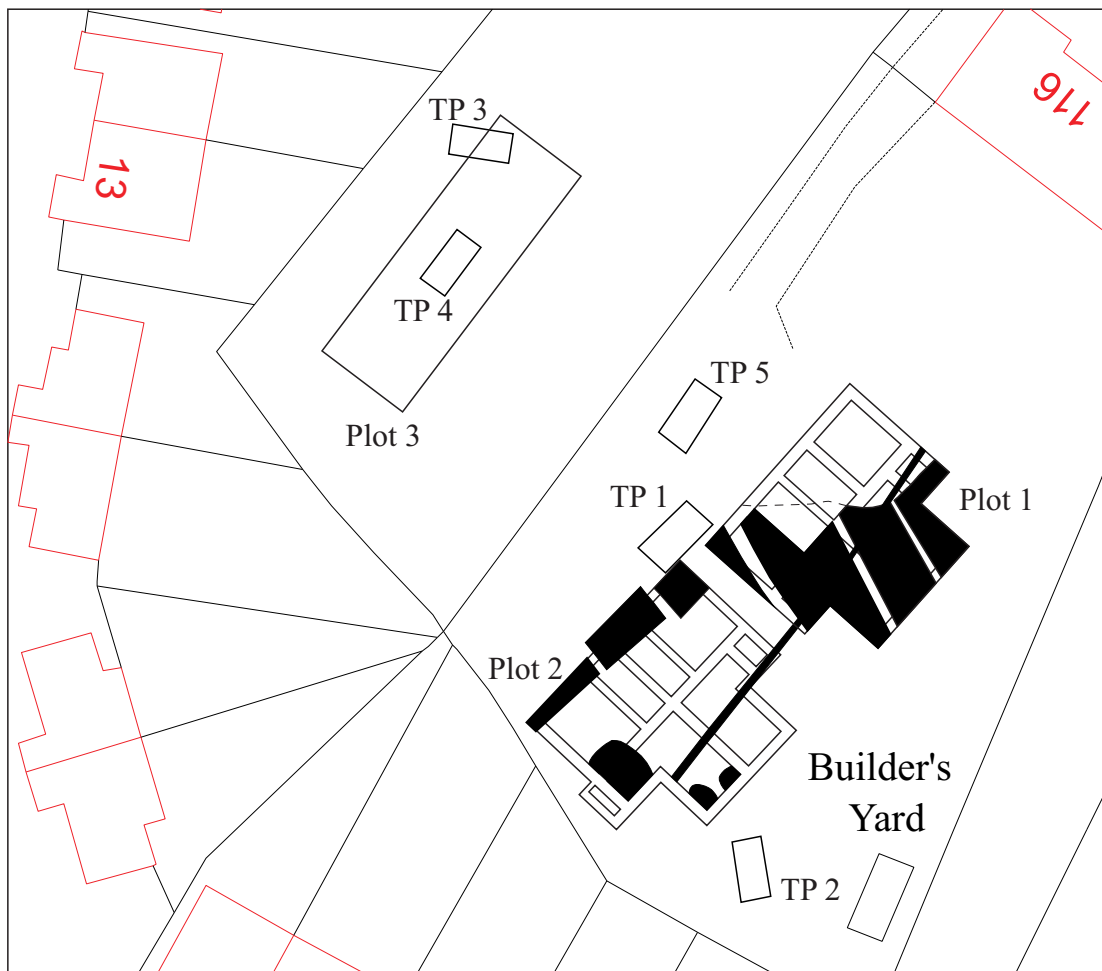 116
TP 3
13
TP 4
TP 5
Plot 3
TP 1
Plot 1
Plot 2
Builder's
Yard
TP 2